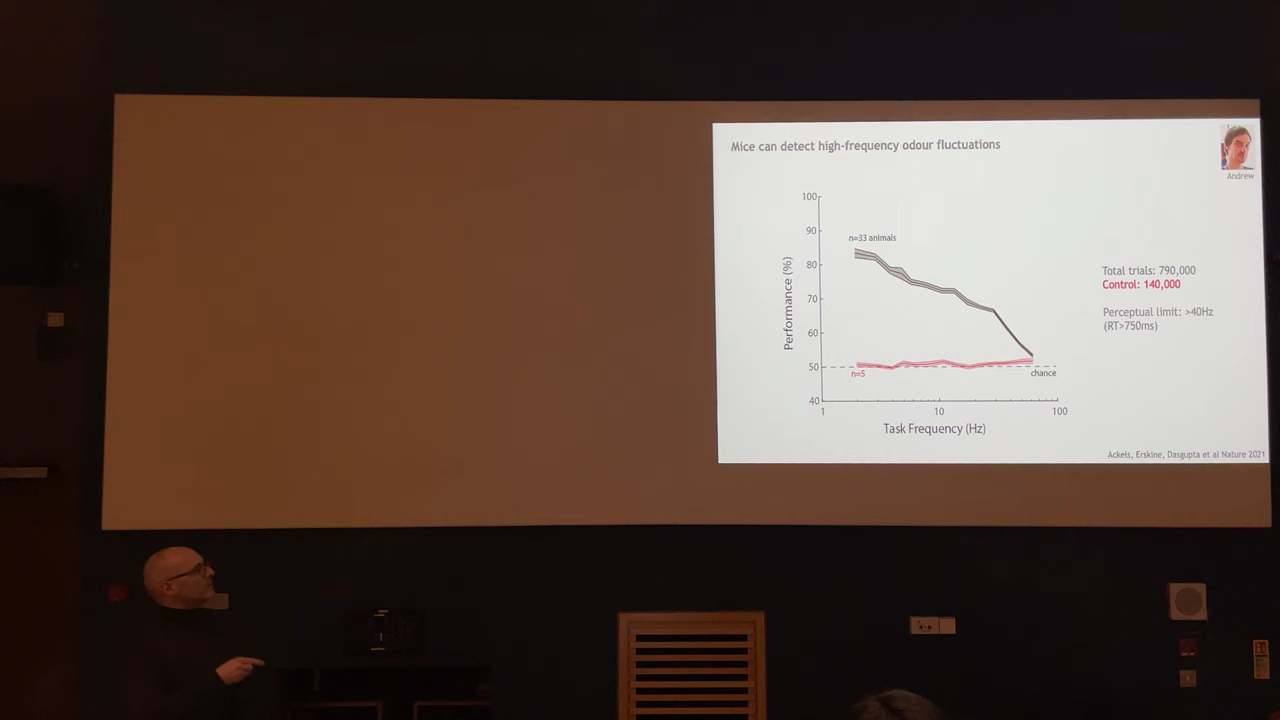 Mice can detect high-frequency odour fluctuations
Andrew
100
90
80
70
60
50
40
Performance (%)
n=33 animals
n=5
chance
1
10
100
Task Frequency (Hz)
Total trials: 790,000
Control: 140,000
Perceptual limit: >40Hz
(RT>750ms)
Ackels, Erskine, Dasgupta et al Nature 2021